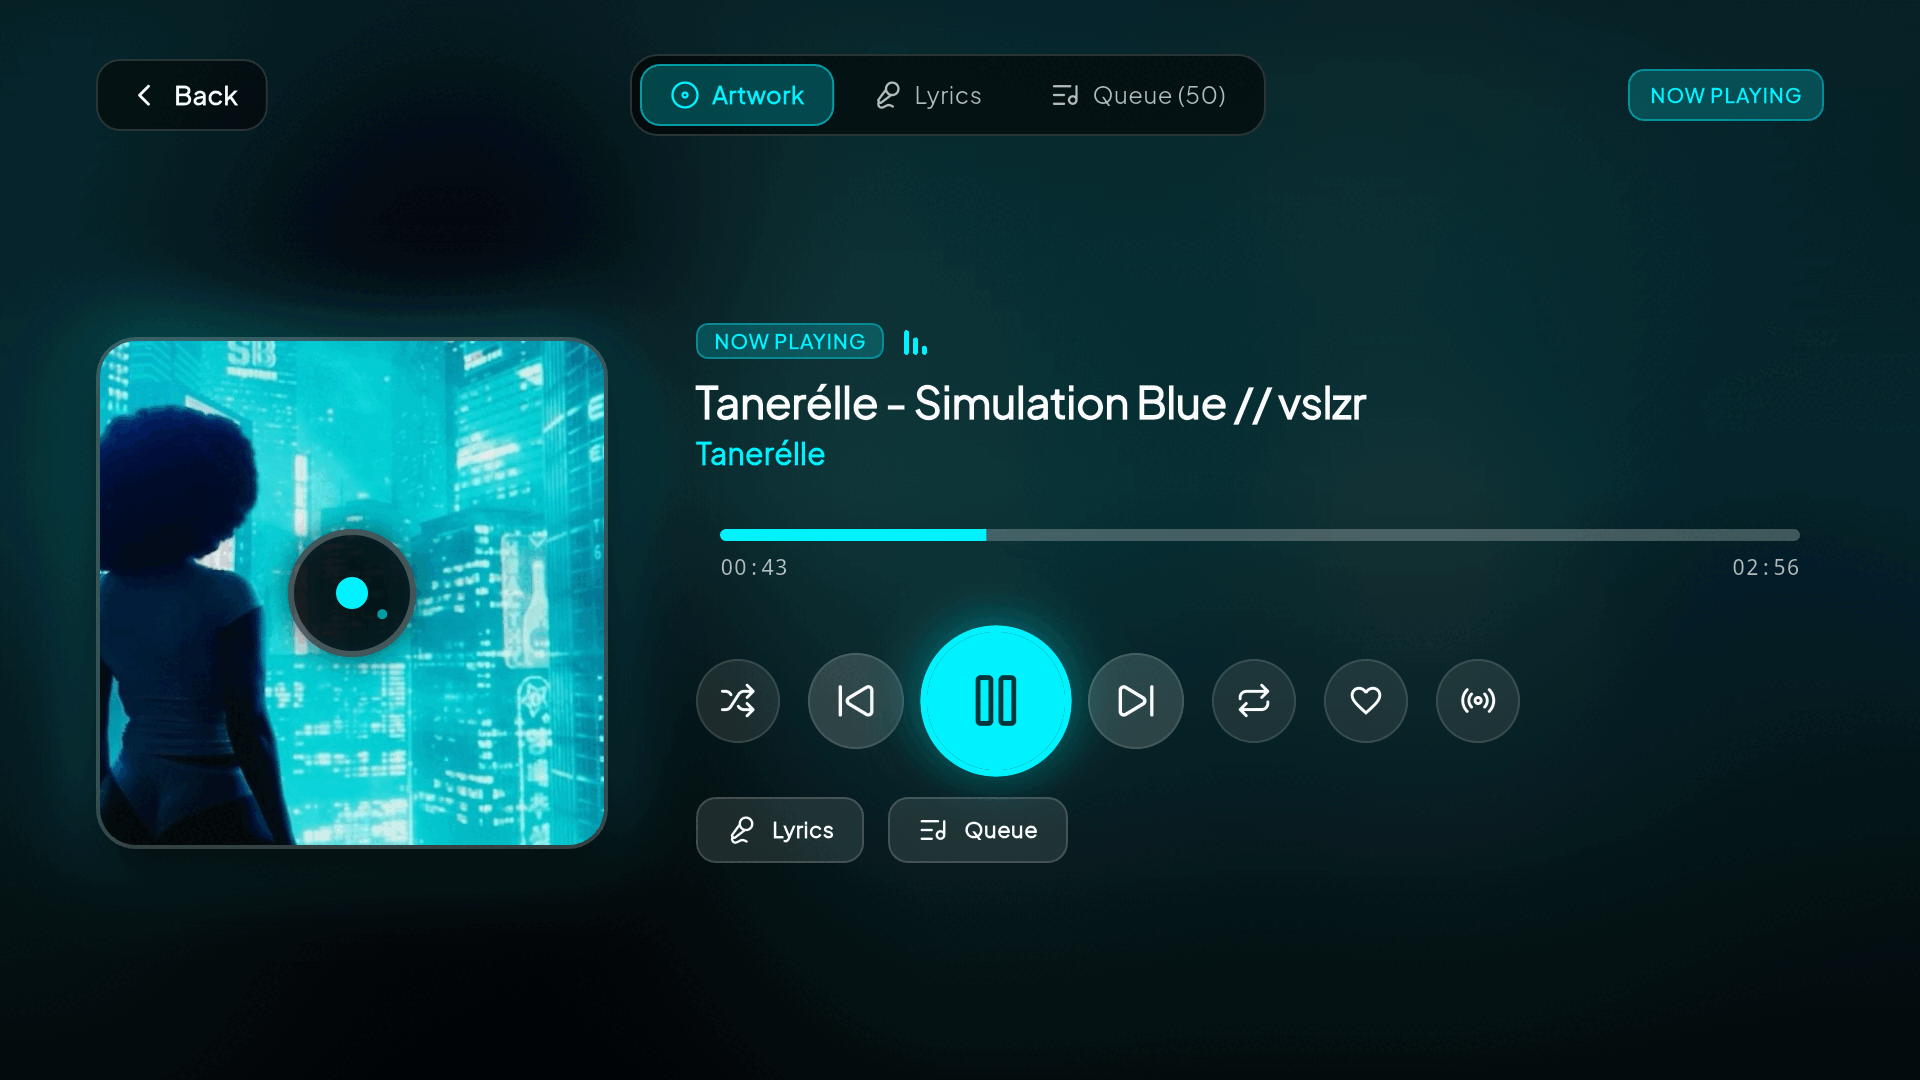 Back
Artwork
Lyrics
Queue (50)
NOW PLAYING
SB
NOW PLAYING
Tanerélle - Simulation Blue // vslzr
Tanerélle
00:43
02:56
Lyrics
Queue